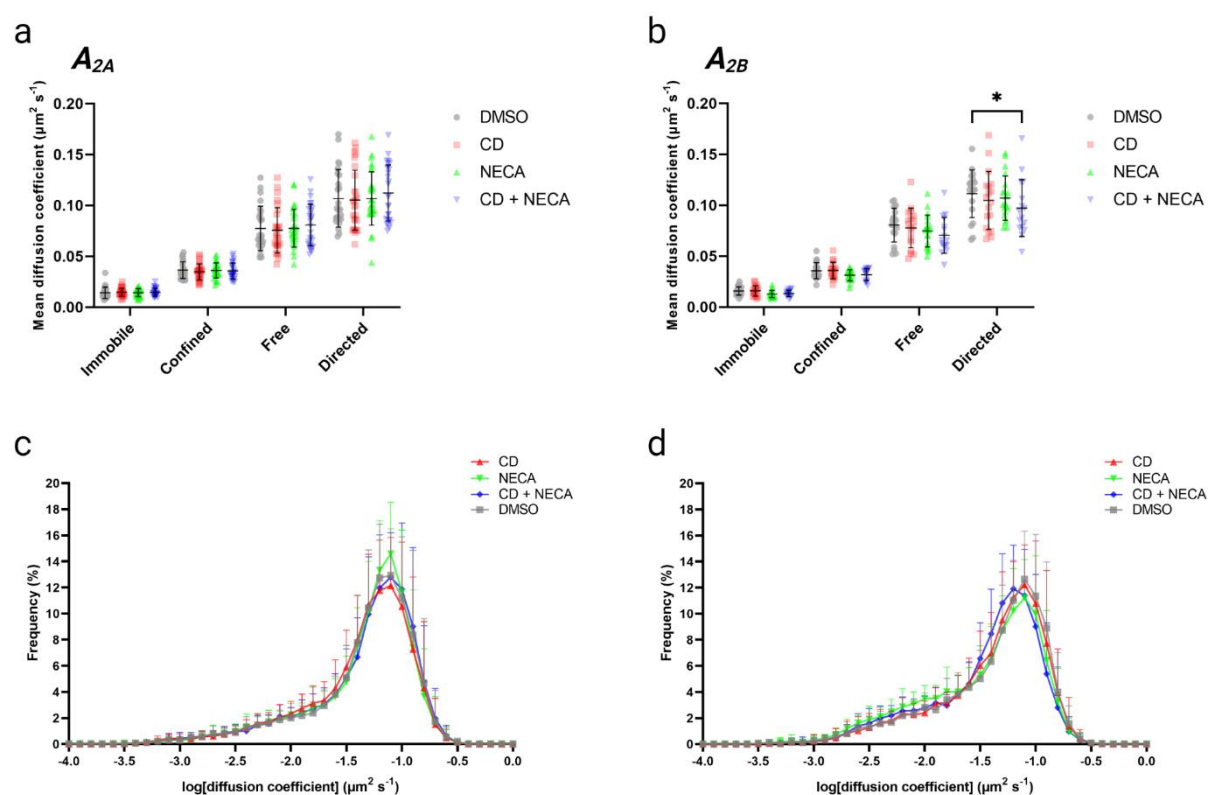 a
A2A
Mean diffusion coefficient (µm² s⁻¹)
0.20
0.15
0.10
0.05
0.00
Immobile
Confined
Free
Directed
DMSO
CD
NECA
CD + NECA
b
A2B
Mean diffusion coefficient (µm² s⁻¹)
0.20
0.15
0.10
0.05
0.00
*
Immobile
Confined
Free
Directed
DMSO
CD
NECA
CD + NECA
c
Frequency (%)
20
18
16
14
12
10
8
6
4
2
0
-4.0 -3.5 -3.0 -2.5 -2.0 -1.5 -1.0 -0.5 0.0
log[diffusion coefficient] (µm² s⁻¹)
CD
NECA
CD + NECA
DMSO
d
Frequency (%)
20
18
16
14
12
10
8
6
4
2
0
-4.0 -3.5 -3.0 -2.5 -2.0 -1.5 -1.0 -0.5 0.0
log[diffusion coefficient] (µm² s⁻¹)
CD
NECA
CD + NECA
DMSO